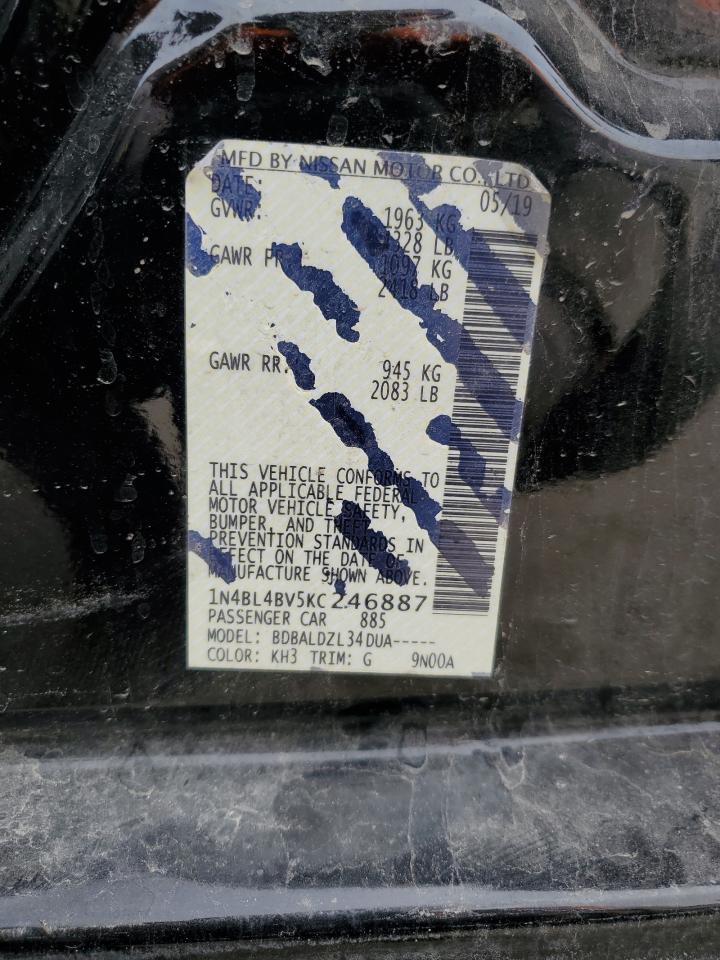 MFD BY NISSAN MOTOR CO., LTD
DATE: 05/19
GVWR: 1963 KG
4328 LB
GAWR FR: 1097 KG
2418 LB
GAWR RR: 945 KG
2083 LB
THIS VEHICLE CONFORMS TO
ALL APPLICABLE FEDERAL
MOTOR VEHICLE SAFETY,
BUMPER, AND THEFT
PREVENTION STANDARDS IN
EFFECT ON THE DATE OF
MANUFACTURE SHOWN ABOVE.
1N4BL4BV5KC246887
PASSENGER CAR 885
MODEL: BDBALDZL34DUA-----
COLOR: KH3 TRIM: G 9N00A